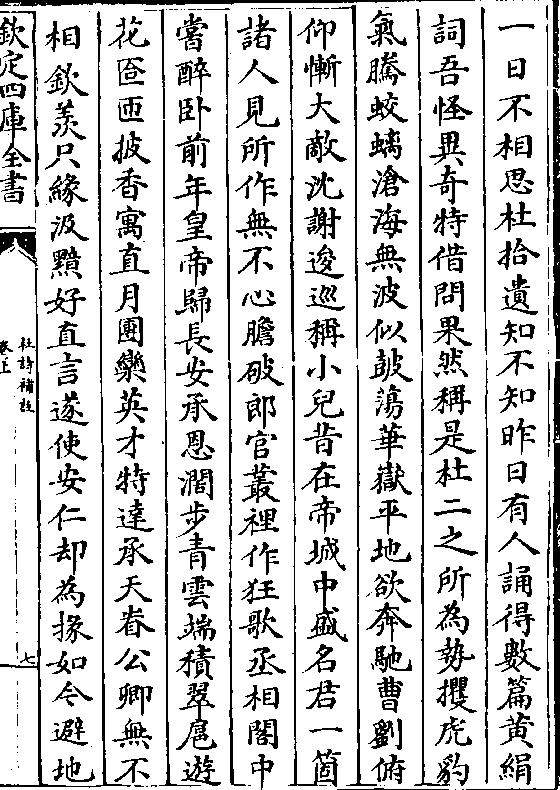 一日不相思杜拾遺知不知昨日有人誦得數篇黄絹
詞吾怪異奇特借問果然稱是杜二之所為勢攫虎豹
氣騰蛟螭滄海無波似鼓蕩華嶽平地欲奔馳曹劉俯
仰慚大敵沈謝逡巡稱小兒昔在帝城中盛名君一箇
諸人見所作無不心膽破郎官叢裡作狂歌丞相閣中
嘗醉卧前年皇帝歸長安承恩濶步青雲端積翠扈遊
花匼匝披香寓直月團欒英才特達承天眷公卿無不
相欽羨只緣汲黯好直言遂使安仁却為掾如今避地
欽定四庫全書
杜詩補註
卷五
七